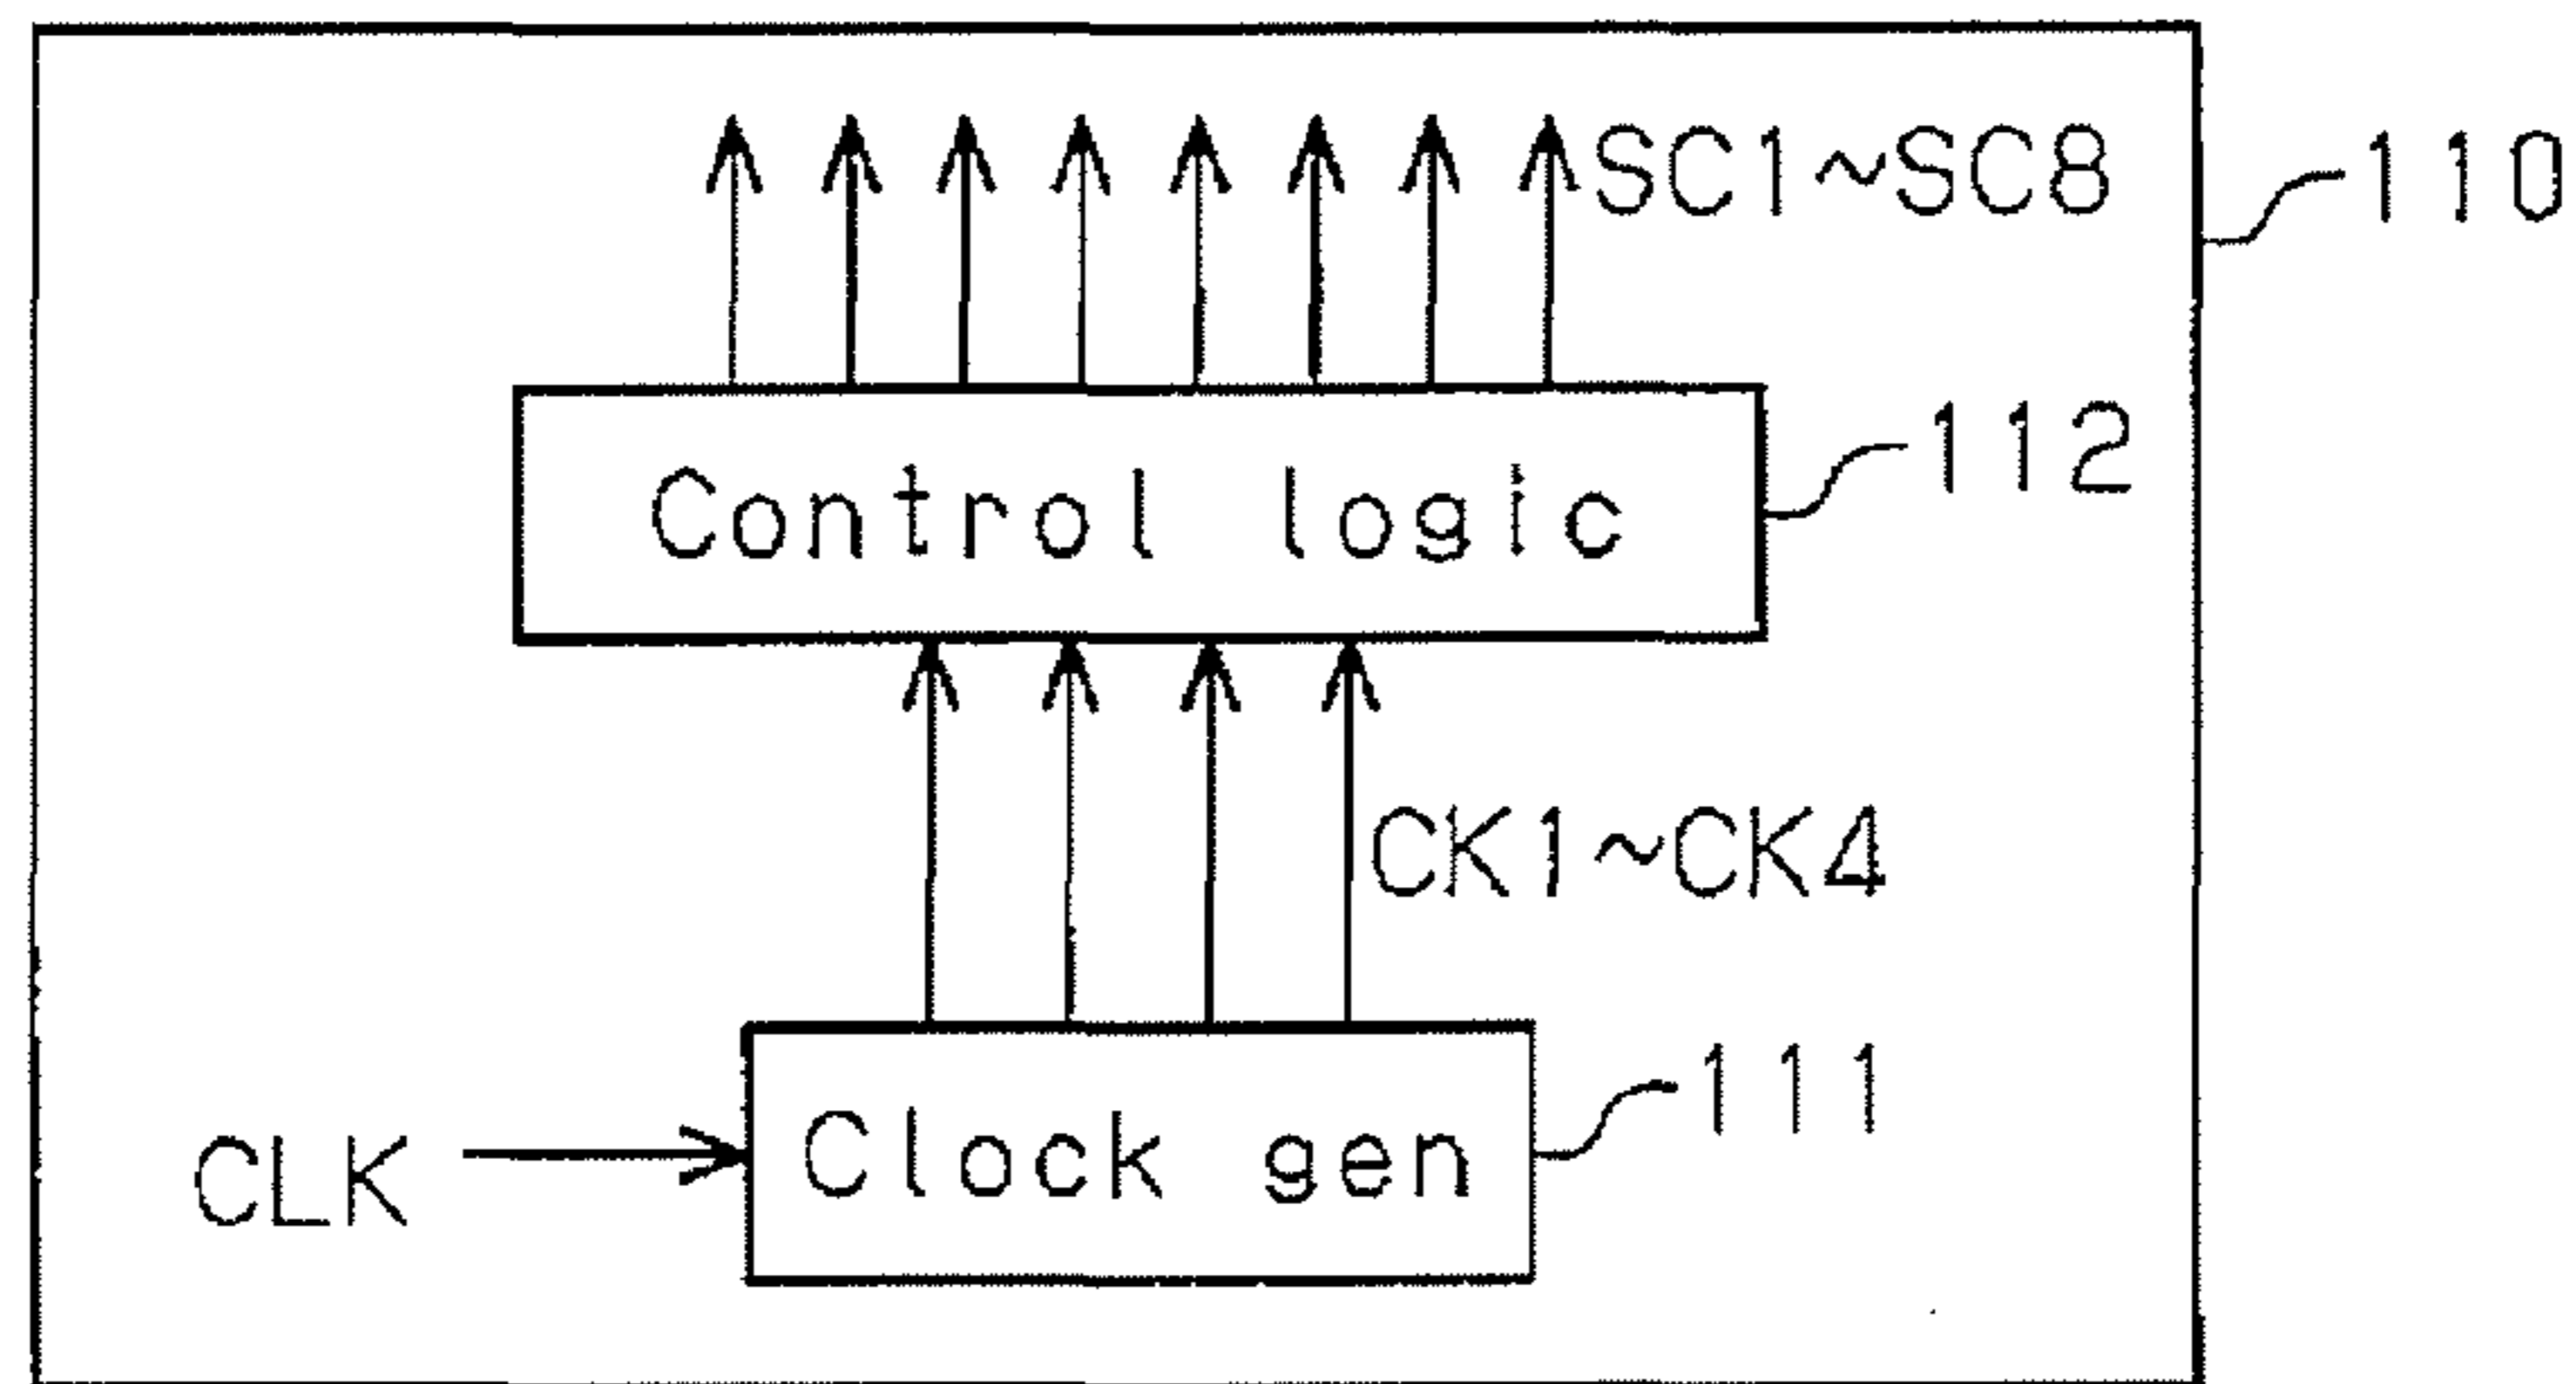 SC1~SC8
110
Control logic
112
CK1~CK4
111
CLK
Clock gen